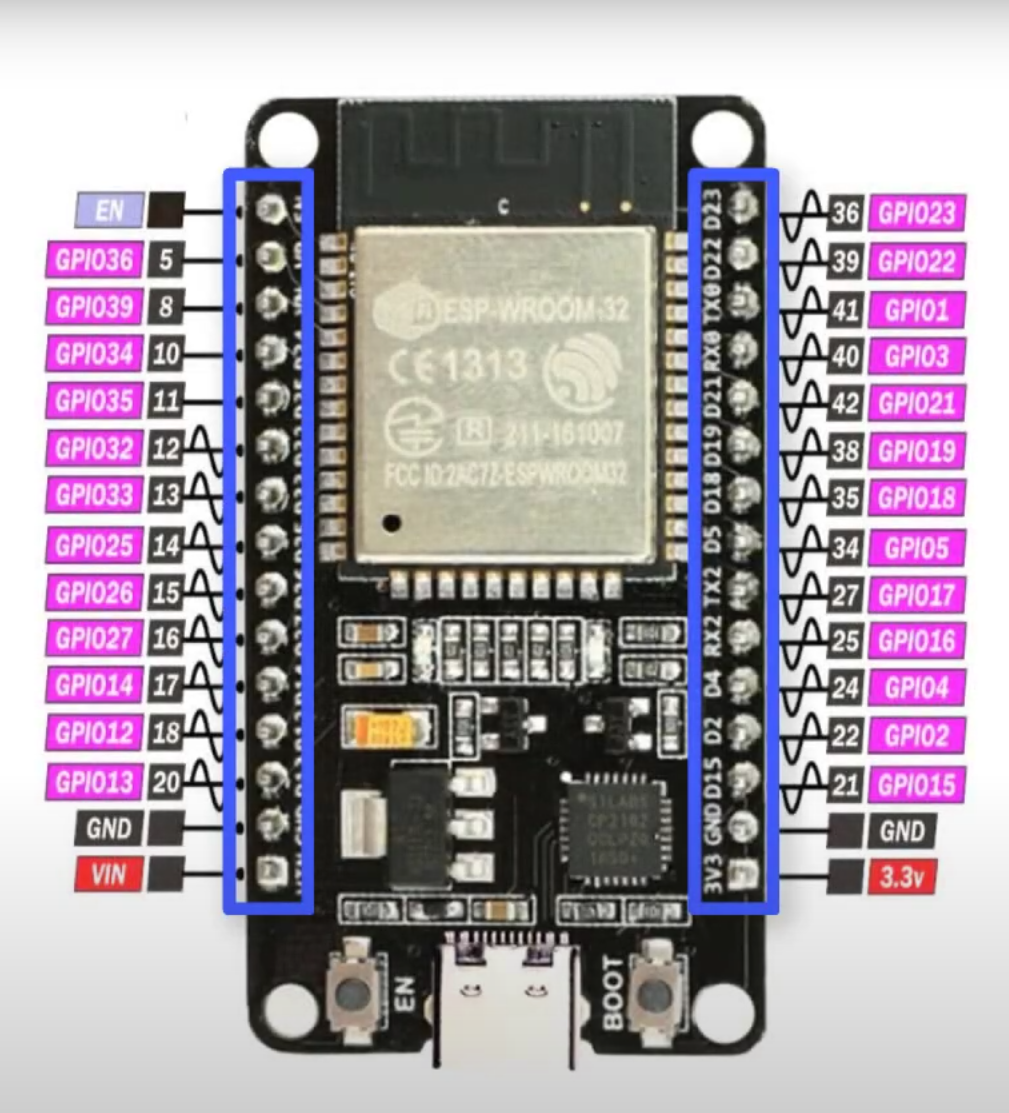 C
EN
GPIO36 5
GPIO39 8
GPIO34 10
GPIO35 11
GPIO32 12
GPIO33 13
GPIO25 14
GPIO26 15
GPIO27 16
GPIO14 17
GPIO12 18
GPIO13 20
GND
VIN
ESP-WROOM-32
CE1313
R 211-161007
FCC ID:2AC7Z-ESPWROOM32
D23
D22
TX0
RX0
D21
D19
D18
D5
TX2
RX2
D4
D2
D15
GND
3V3
36 GPIO23
39 GPIO22
41 GPIO1
40 GPIO3
42 GPIO21
38 GPIO19
35 GPIO18
34 GPIO5
27 GPIO17
25 GPIO16
24 GPIO4
22 GPIO2
21 GPIO15
GND
3.3v
SILABS
CP2102
EN
BOOT